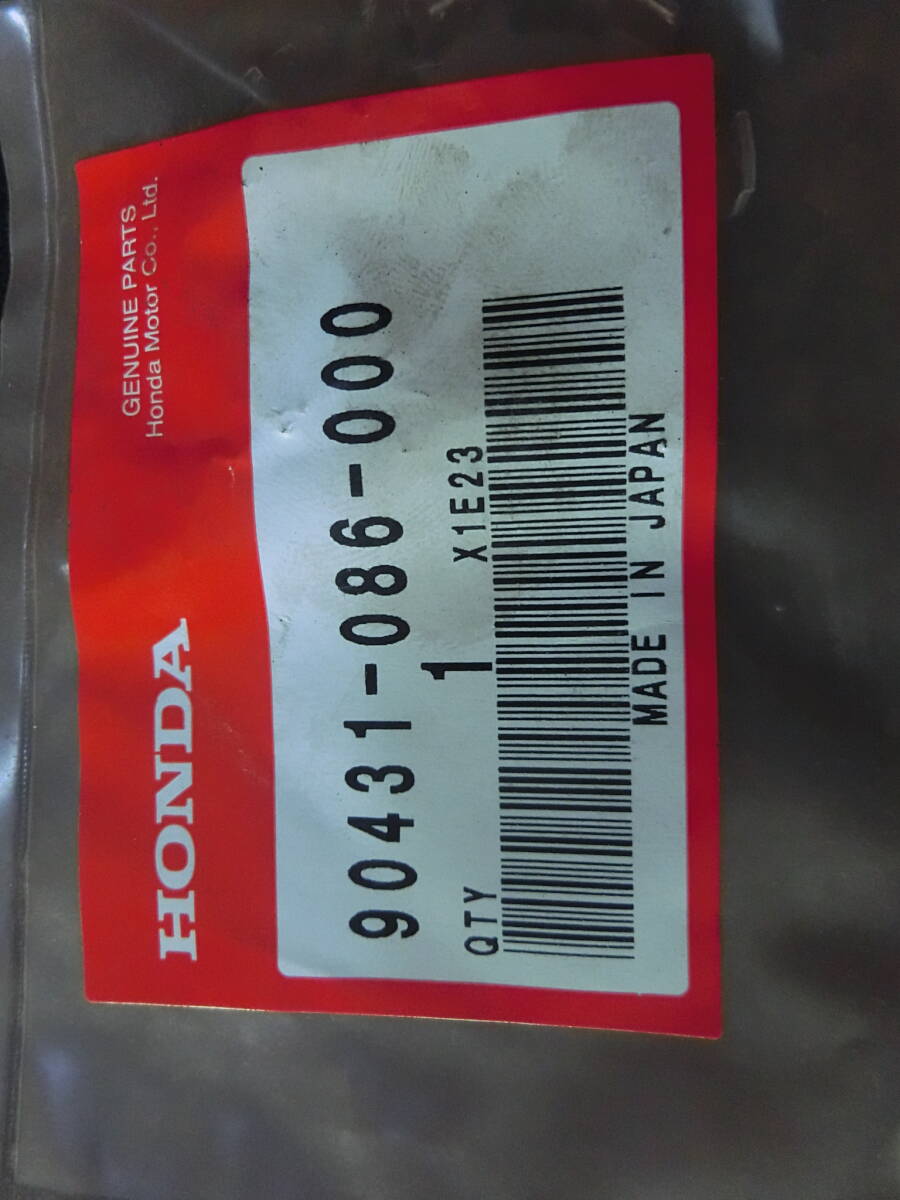 HONDA
GENUINE PARTS
Honda Motor Co., Ltd.
90431-086-000
QTY 1 X1E23
MADE IN JAPAN